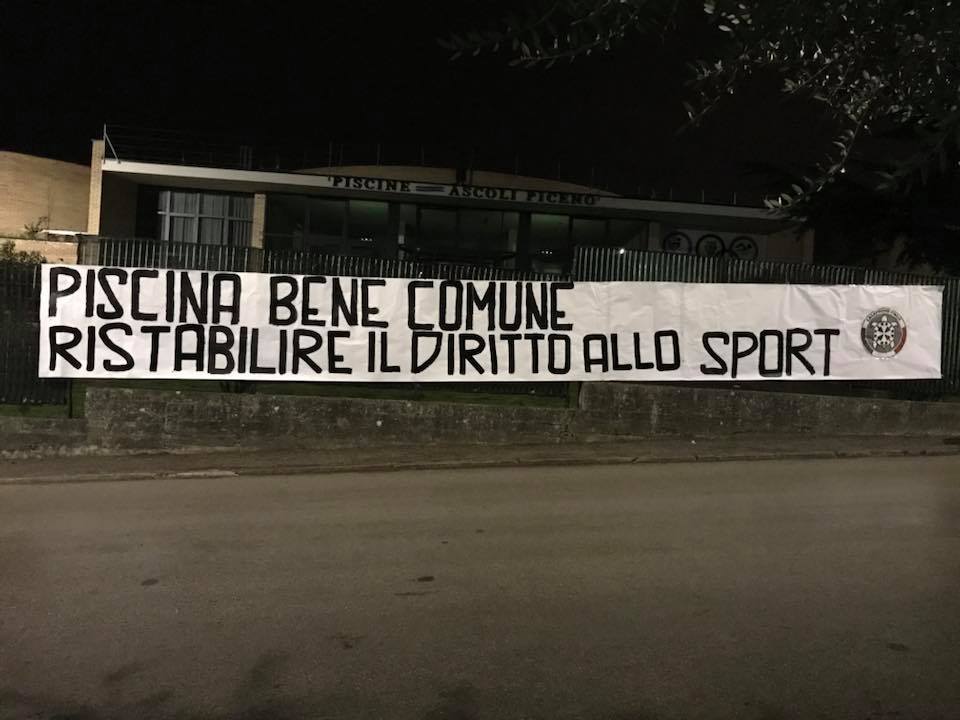 PISCINE ASCOLI PICENO
PISCINA BENE COMUNE
RISTABILIRE IL DIRITTO ALLO SPORT